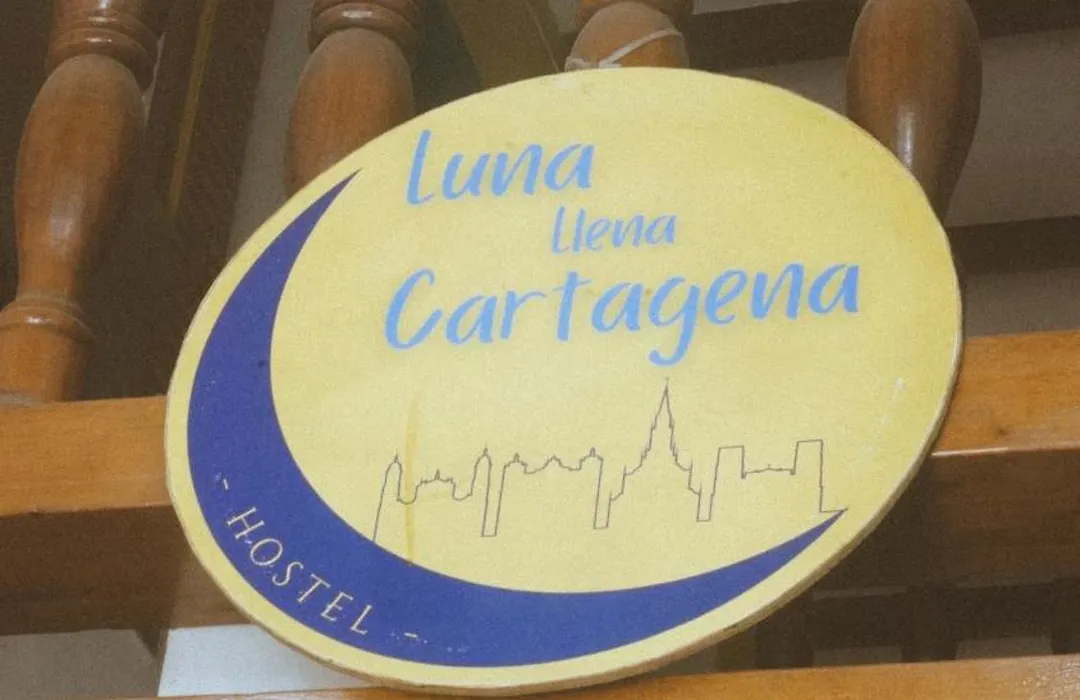 Luna
Llena
Cartagena
- HOSTEL -